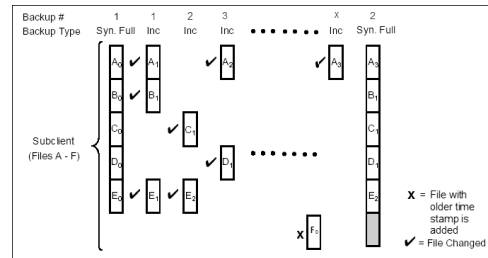 Backup # 1 1 2 3 x 2
Backup Type Syn. Full Inc Inc Inc Inc Syn. Full
A0 ✔ A1 ✔ A2 ✔ A3 A3
B0 ✔ B1 B1
C0 ✔ C1 C1
Subclient
(Files A - F)
D0 ✔ D1 D1
E0 ✔ E1 ✔ E2 E2
X F0
X = File with
older time
stamp is
added
✔ = File Changed